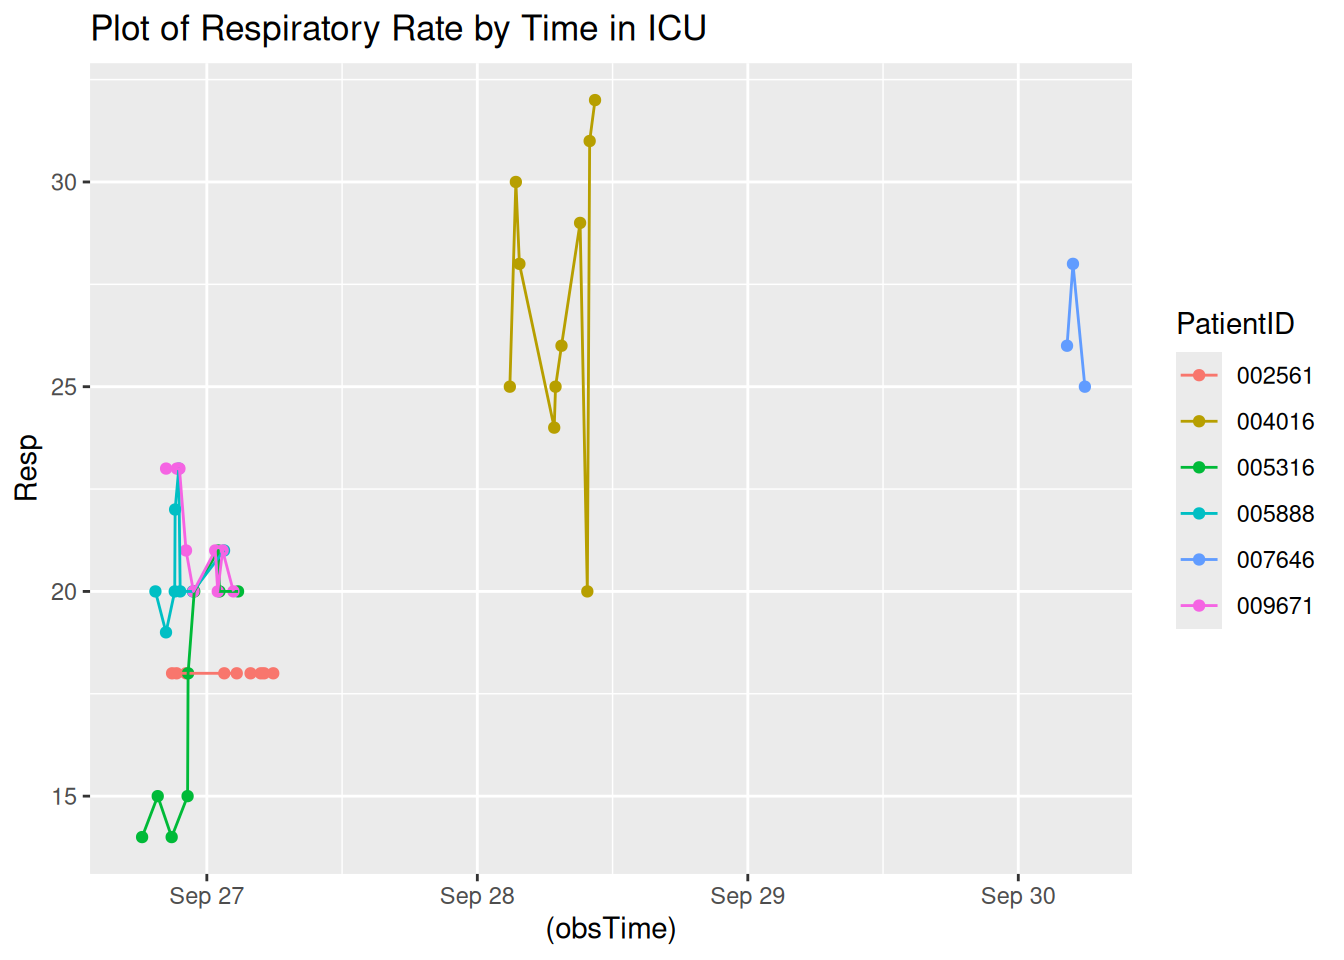 Plot of Respiratory Rate by Time in ICU
30
25
20
15
Resp
Sep 27
Sep 28
Sep 29
Sep 30
(obsTime)
PatientID
002561
004016
005316
005888
007646
009671